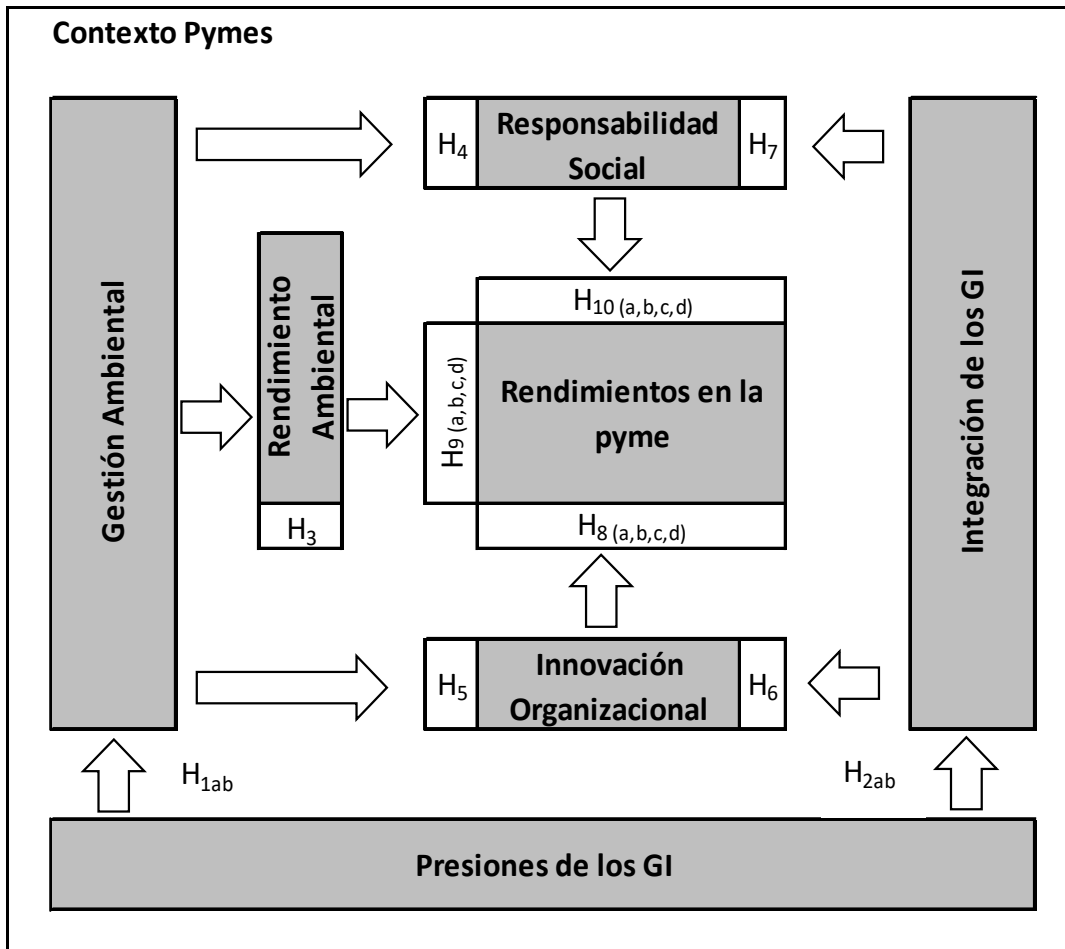 Contexto Pymes
Gestión Ambiental
H4
Responsabilidad
Social
H7
Integración de los GI
Rendimiento
Ambiental
H3
H10 (a,b,c,d)
H9 (a,b,c,d)
Rendimientos en la
pyme
H8 (a,b,c,d)
H5
Innovación
Organizacional
H6
H1ab
H2ab
Presiones de los GI